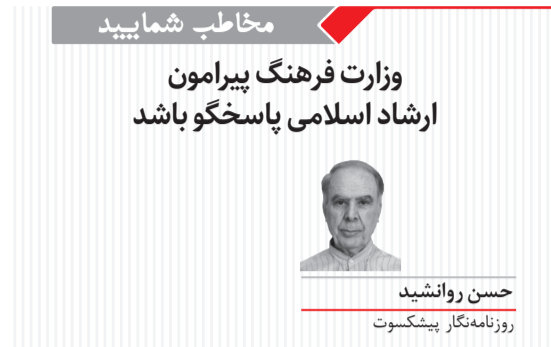 مخاطب شمایید
وزارت فرهنگ پیرامون
ارشاد اسلامی پاسخگو باشد
حسن روانشید
روزنامه‌نگار پیشکسوت